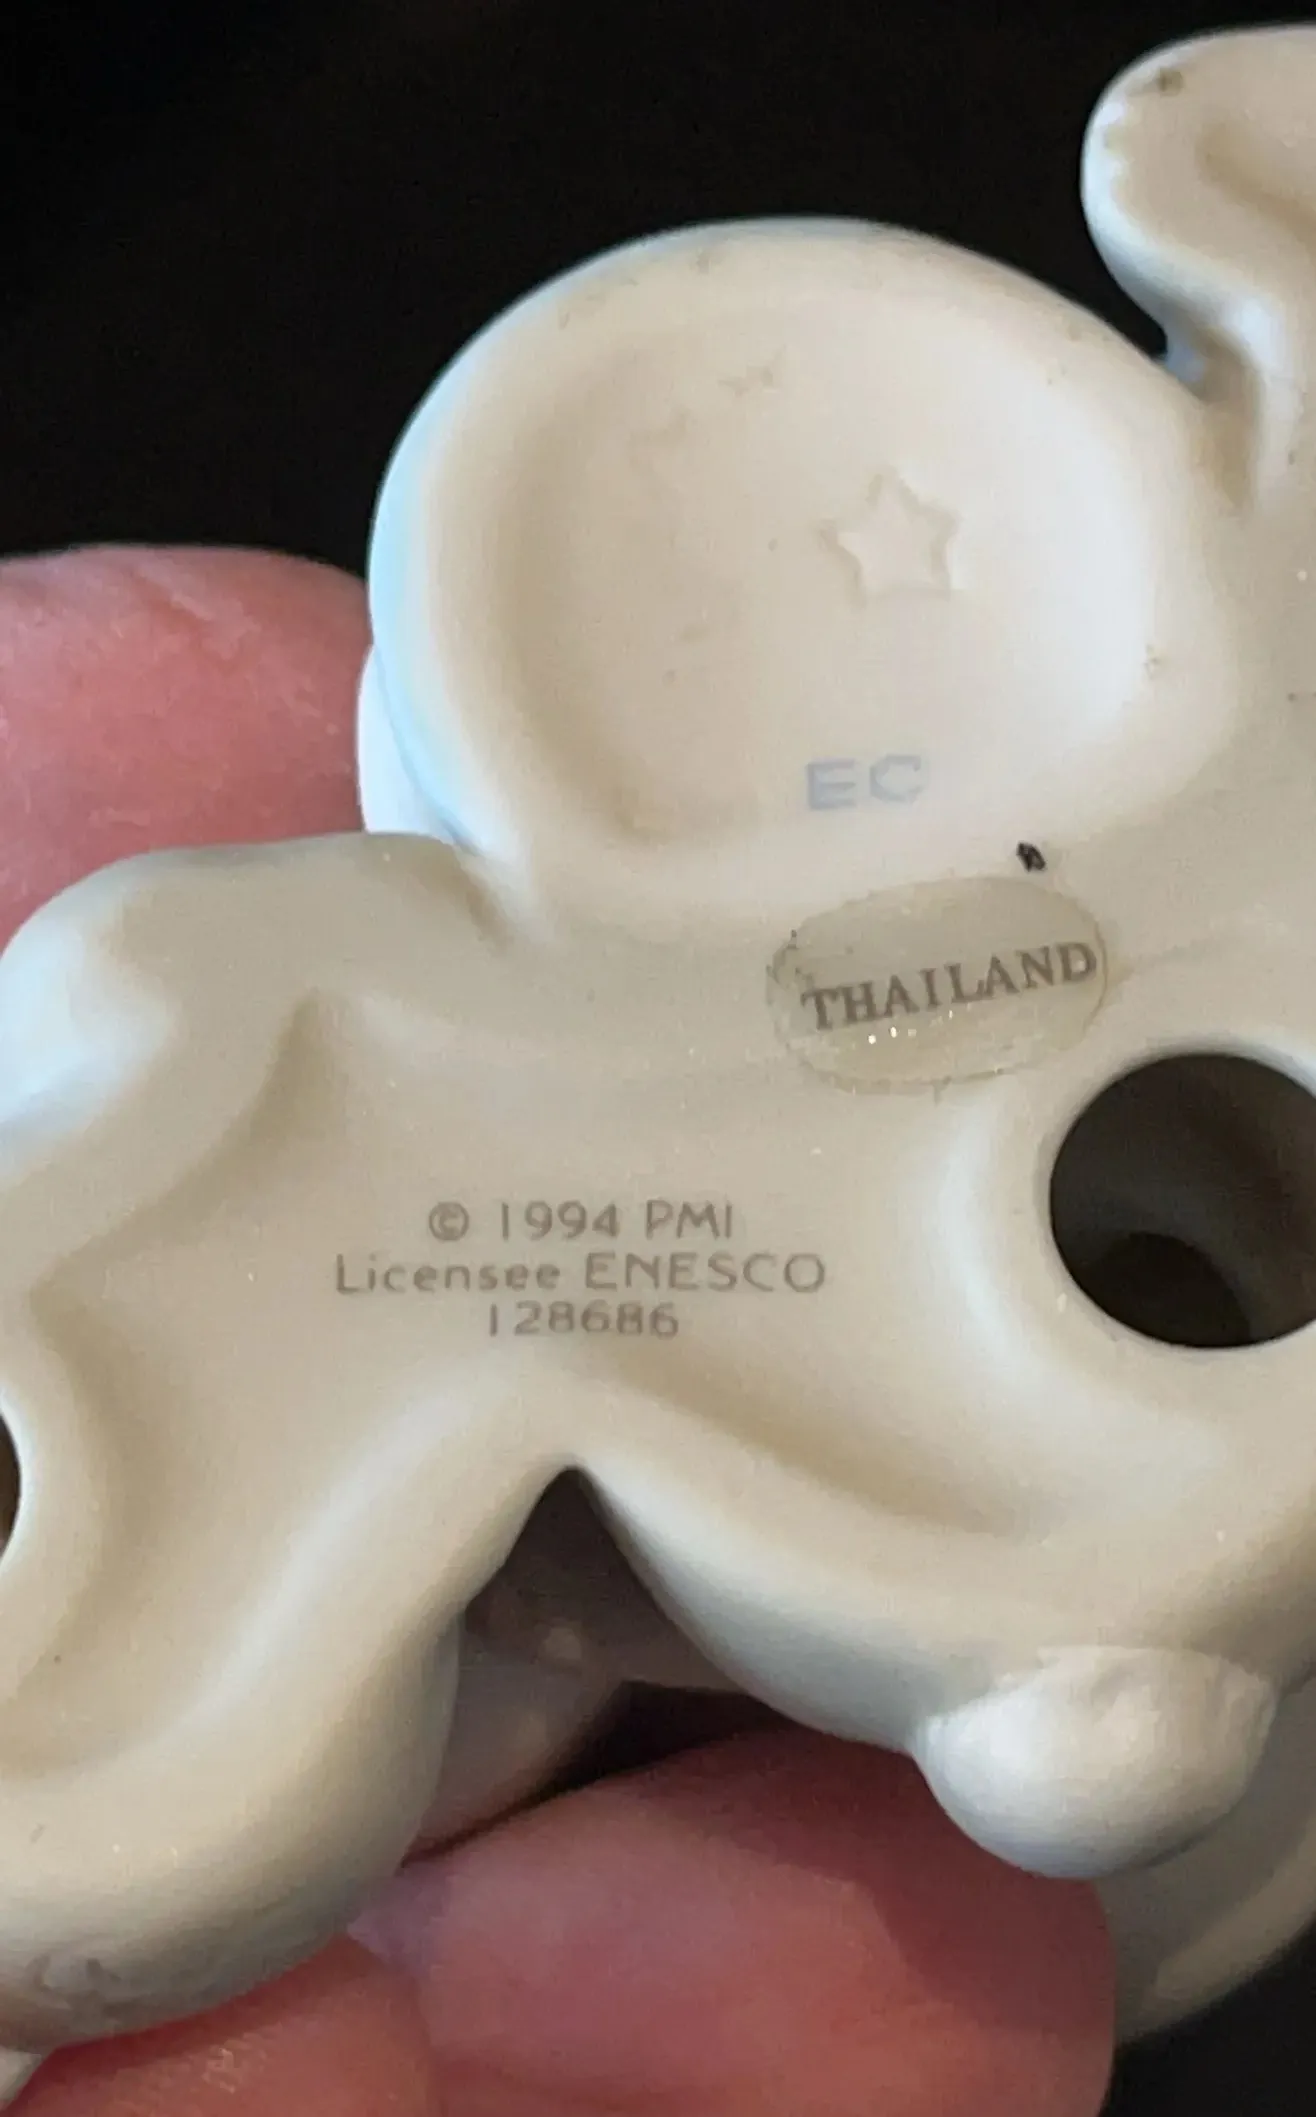 EC
THAILAND
© 1994 PMI
Licensee ENESCO
128686